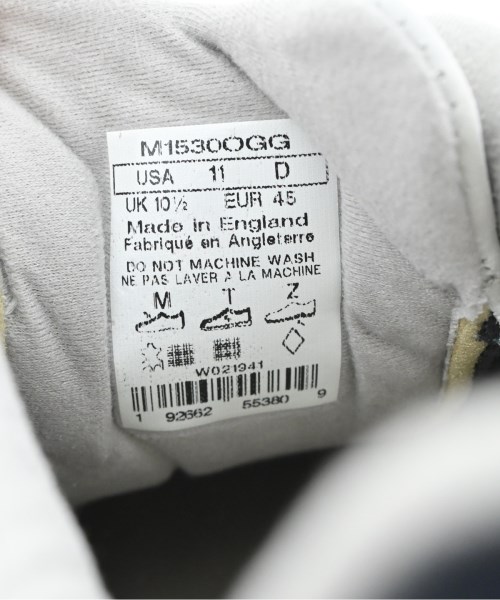 M1530OGG
USA 11 D
UK 10½ EUR 45
Made in England
Fabriqué en Angleterre
DO NOT MACHINE WASH
NE PAS LAVER A LA MACHINE
M T Z
W021941
1 92662 55380 9